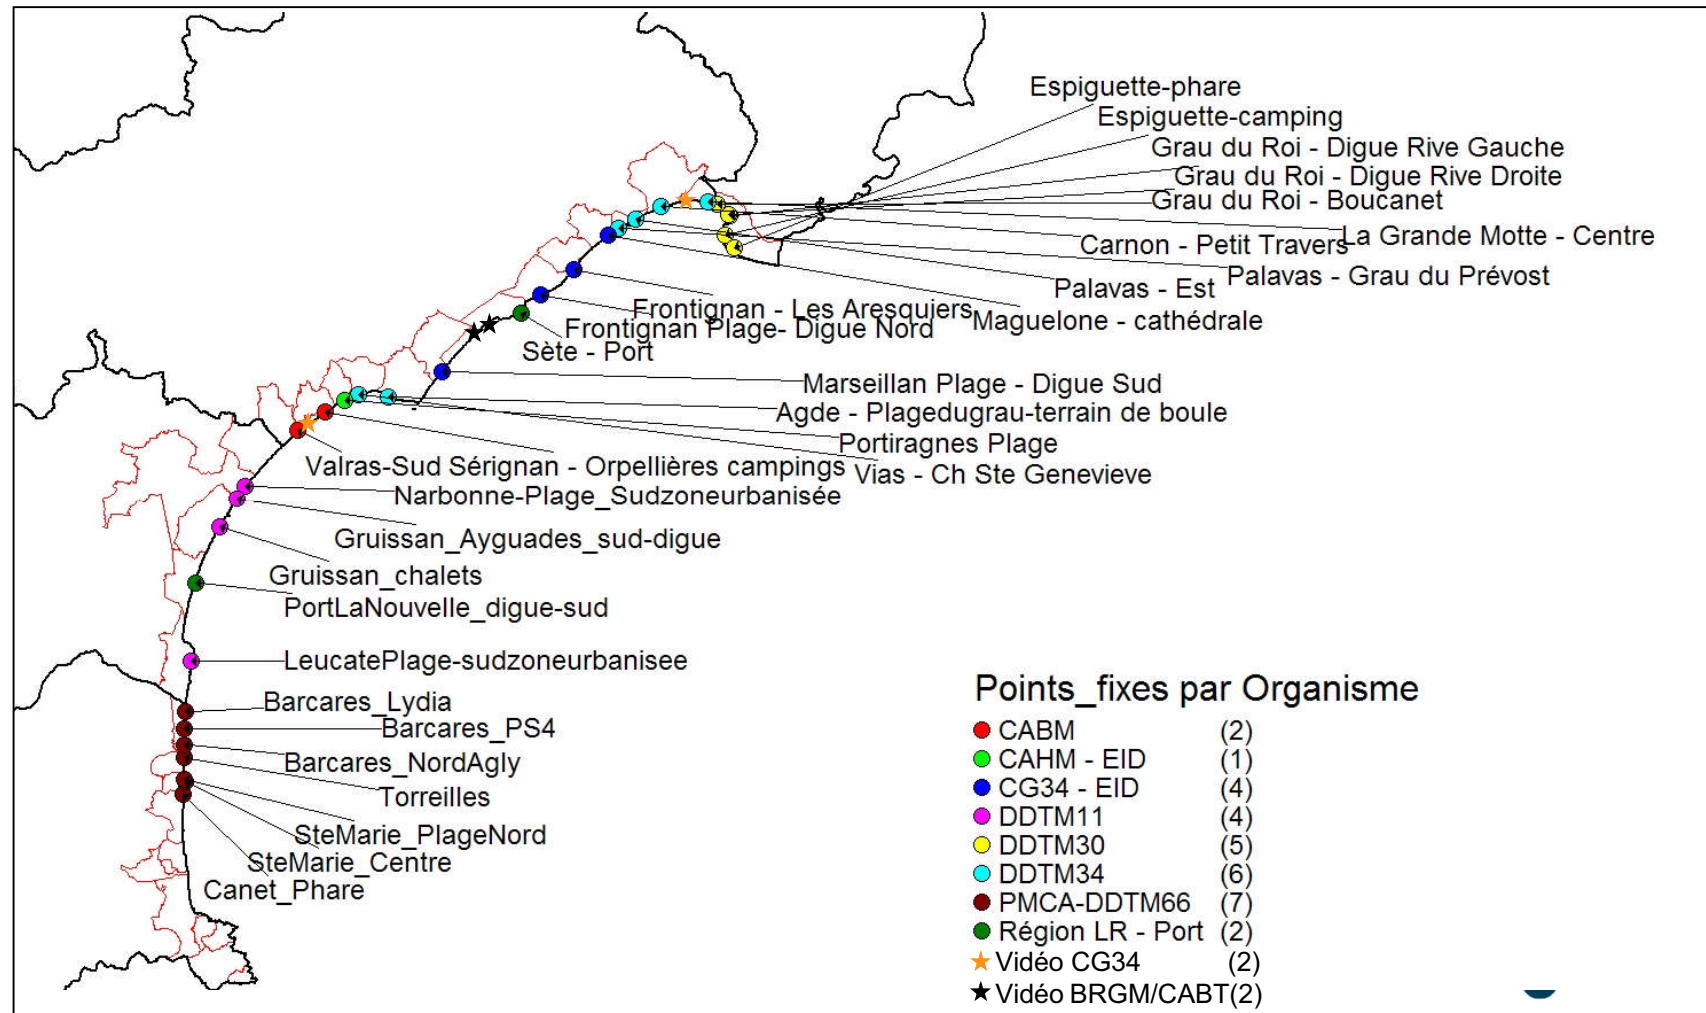 Espiguette-phare
Espiguette-camping
Grau du Roi - Digue Rive Gauche
Grau du Roi - Digue Rive Droite
Grau du Roi - Boucanet
La Grande Motte - Centre
Carnon - Petit Travers
Palavas - Grau du Prévost
Palavas - Est
Maguelone - cathédrale
Frontignan - Les Aresquiers
Frontignan Plage- Digue Nord
Sète - Port
Marseillan Plage - Digue Sud
Agde - Plagedugrau-terrain de boule
Portiragnes Plage
Vias - Ch Ste Genevieve
Valras-Sud Sérignan - Orpellières campings
Narbonne-Plage_Sudzoneurbanisée
Gruissan_Ayguades_sud-digue
Gruissan_chalets
PortLaNouvelle_digue-sud
LeucatePlage-sudzoneurbanisee
Barcares_Lydia
Barcares_PS4
Barcares_NordAgly
Torreilles
SteMarie_PlageNord
SteMarie_Centre
Canet_Phare
Points_fixes par Organisme
CABM (2)
CAHM - EID (1)
CG34 - EID (4)
DDTM11 (4)
DDTM30 (5)
DDTM34 (6)
PMCA-DDTM66 (7)
Région LR - Port (2)
Vidéo CG34 (2)
Vidéo BRGM/CABT(2)